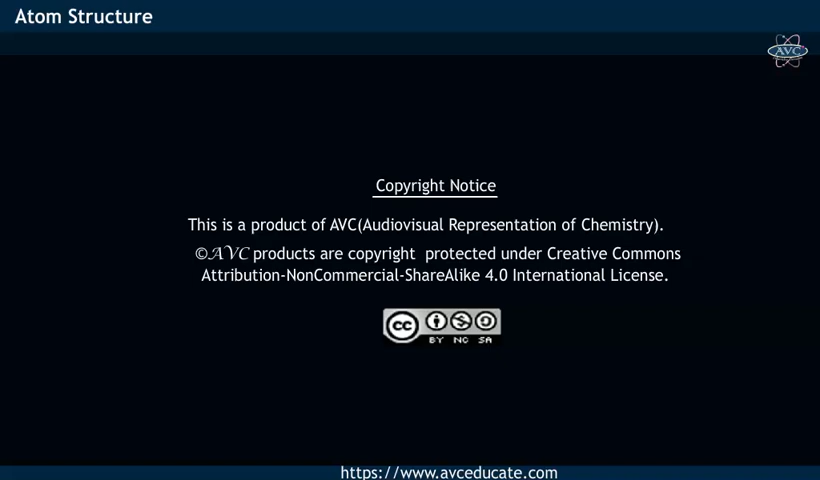 Atom Structure
AVC
Copyright Notice
This is a product of AVC(Audiovisual Representation of Chemistry).
©AVC products are copyright  protected under Creative Commons
Attribution-NonCommercial-ShareAlike 4.0 International License.
cc
BY NC SA
https://www.avceducate.com